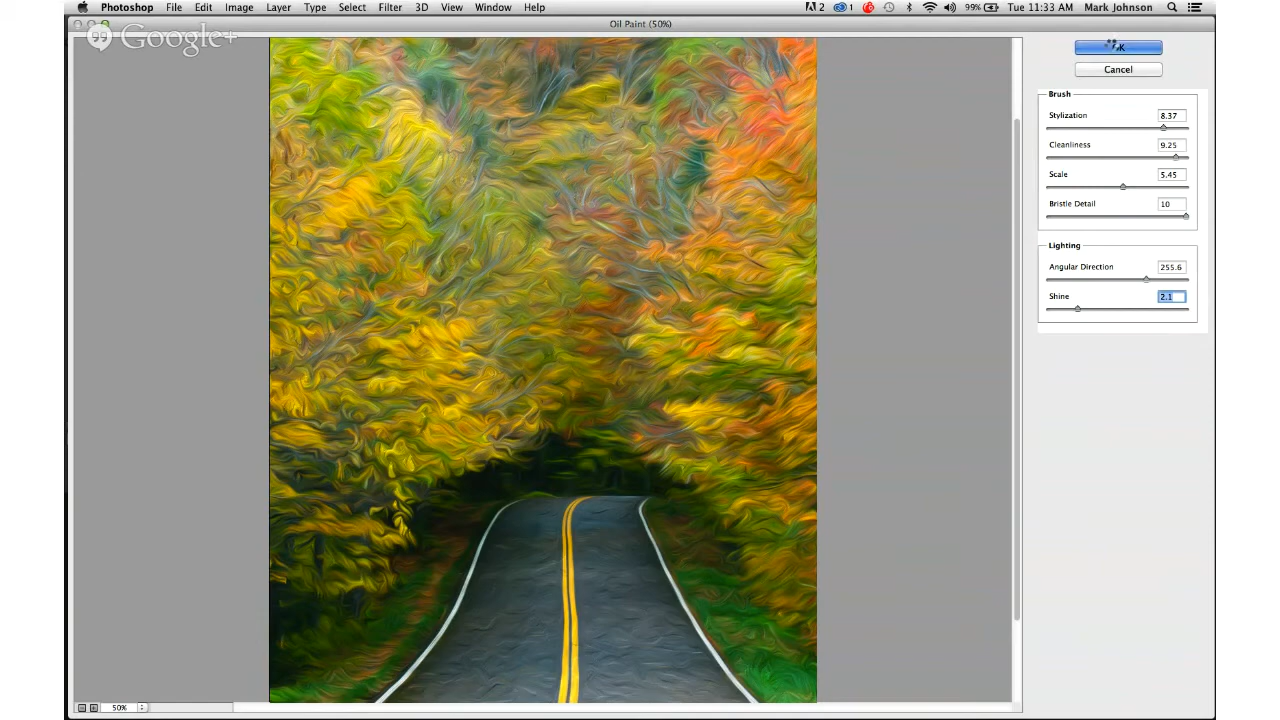 Photoshop File Edit Image Layer Type Select Filter 3D View Window Help 2 1 99% Tue 11:33 AM Mark Johnson
Oil Paint (50%)
Google+
K
Cancel
Brush
Stylization 8.37
Cleanliness 9.25
Scale 5.45
Bristle Detail 10
Lighting
Angular Direction 255.6
Shine 2.1
50%